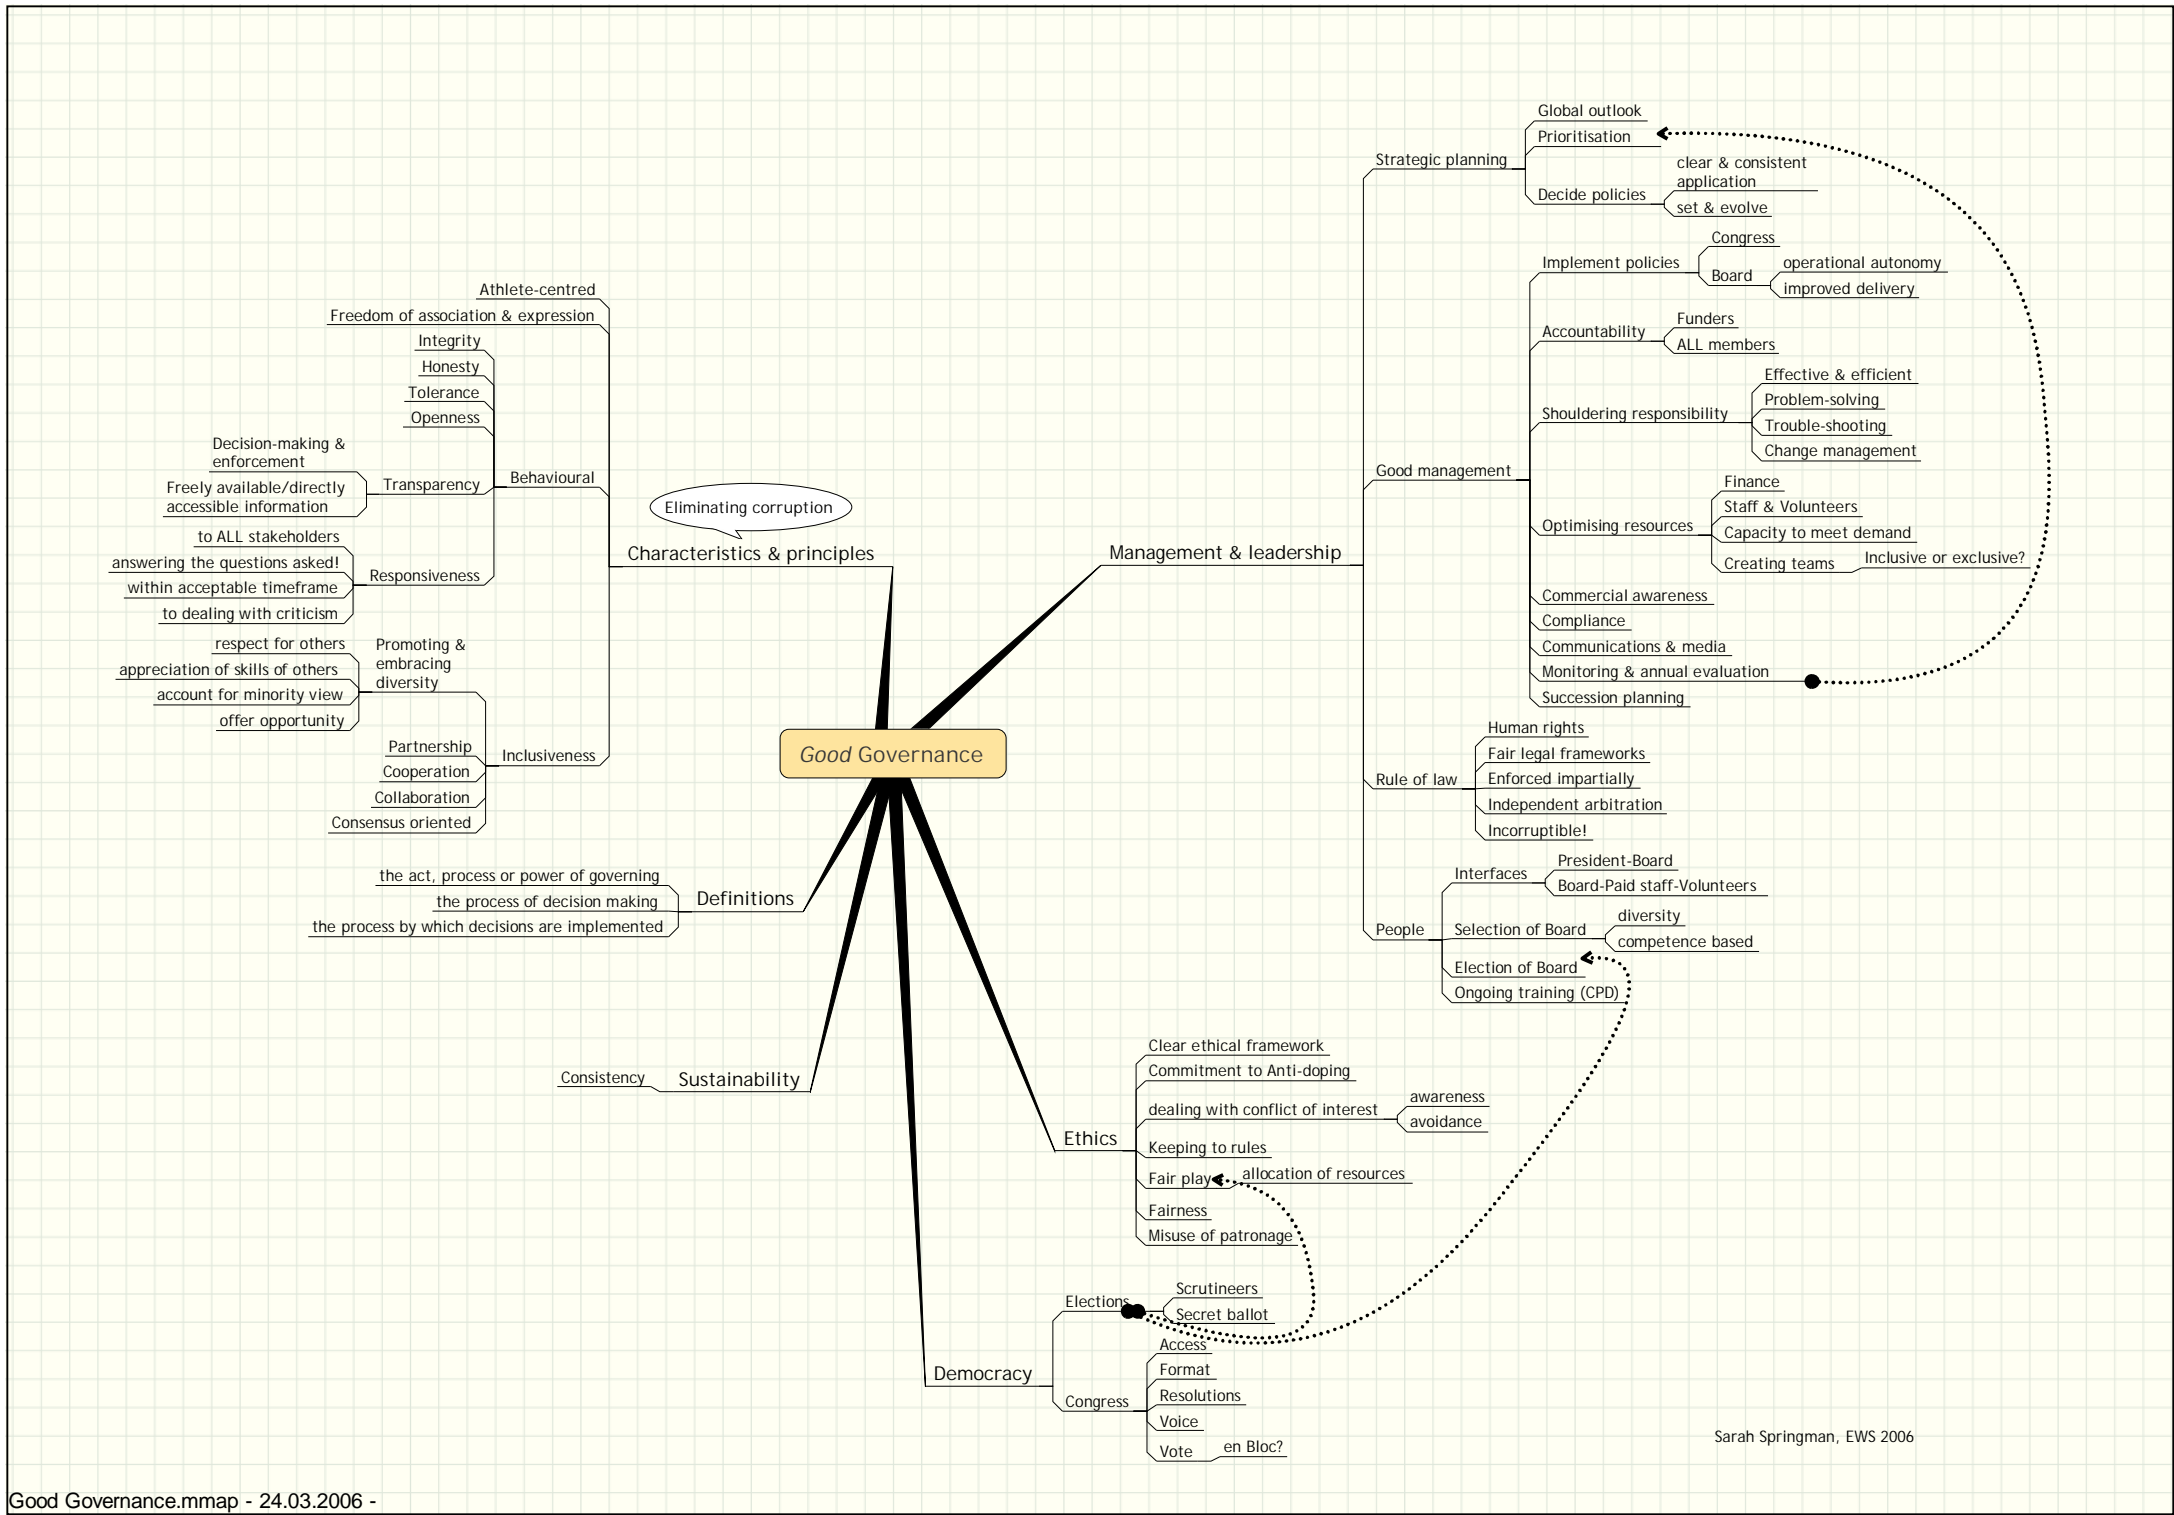 Good Governance
Eliminating corruption
Characteristics & principles
Athlete-centred
Freedom of association & expression
Behavioural
Integrity
Honesty
Tolerance
Openness
Transparency
Decision-making &
enforcement
Freely available/directly
accessible information
Responsiveness
to ALL stakeholders
answering the questions asked!
within acceptable timeframe
to dealing with criticism
Inclusiveness
Promoting &
embracing
diversity
respect for others
appreciation of skills of others
account for minority view
offer opportunity
Partnership
Cooperation
Collaboration
Consensus oriented
Definitions
the act, process or power of governing
the process of decision making
the process by which decisions are implemented
Sustainability
Consistency
Management & leadership
Strategic planning
Global outlook
Prioritisation
Decide policies
clear & consistent
application
set & evolve
Good management
Implement policies
Congress
Board
operational autonomy
improved delivery
Accountability
Funders
ALL members
Shouldering responsibility
Effective & efficient
Problem-solving
Trouble-shooting
Change management
Optimising resources
Finance
Staff & Volunteers
Capacity to meet demand
Creating teams
Inclusive or exclusive?
Commercial awareness
Compliance
Communications & media
Monitoring & annual evaluation
Succession planning
Rule of law
Human rights
Fair legal frameworks
Enforced impartially
Independent arbitration
Incorruptible!
People
Interfaces
President-Board
Board-Paid staff-Volunteers
Selection of Board
diversity
competence based
Election of Board
Ongoing training (CPD)
Ethics
Clear ethical framework
Commitment to Anti-doping
dealing with conflict of interest
awareness
avoidance
Keeping to rules
Fair play
allocation of resources
Fairness
Misuse of patronage
Democracy
Elections
Scrutineers
Secret ballot
Congress
Access
Format
Resolutions
Voice
Vote
en Bloc?
Sarah Springman, EWS 2006
Good Governance.mmap - 24.03.2006 -